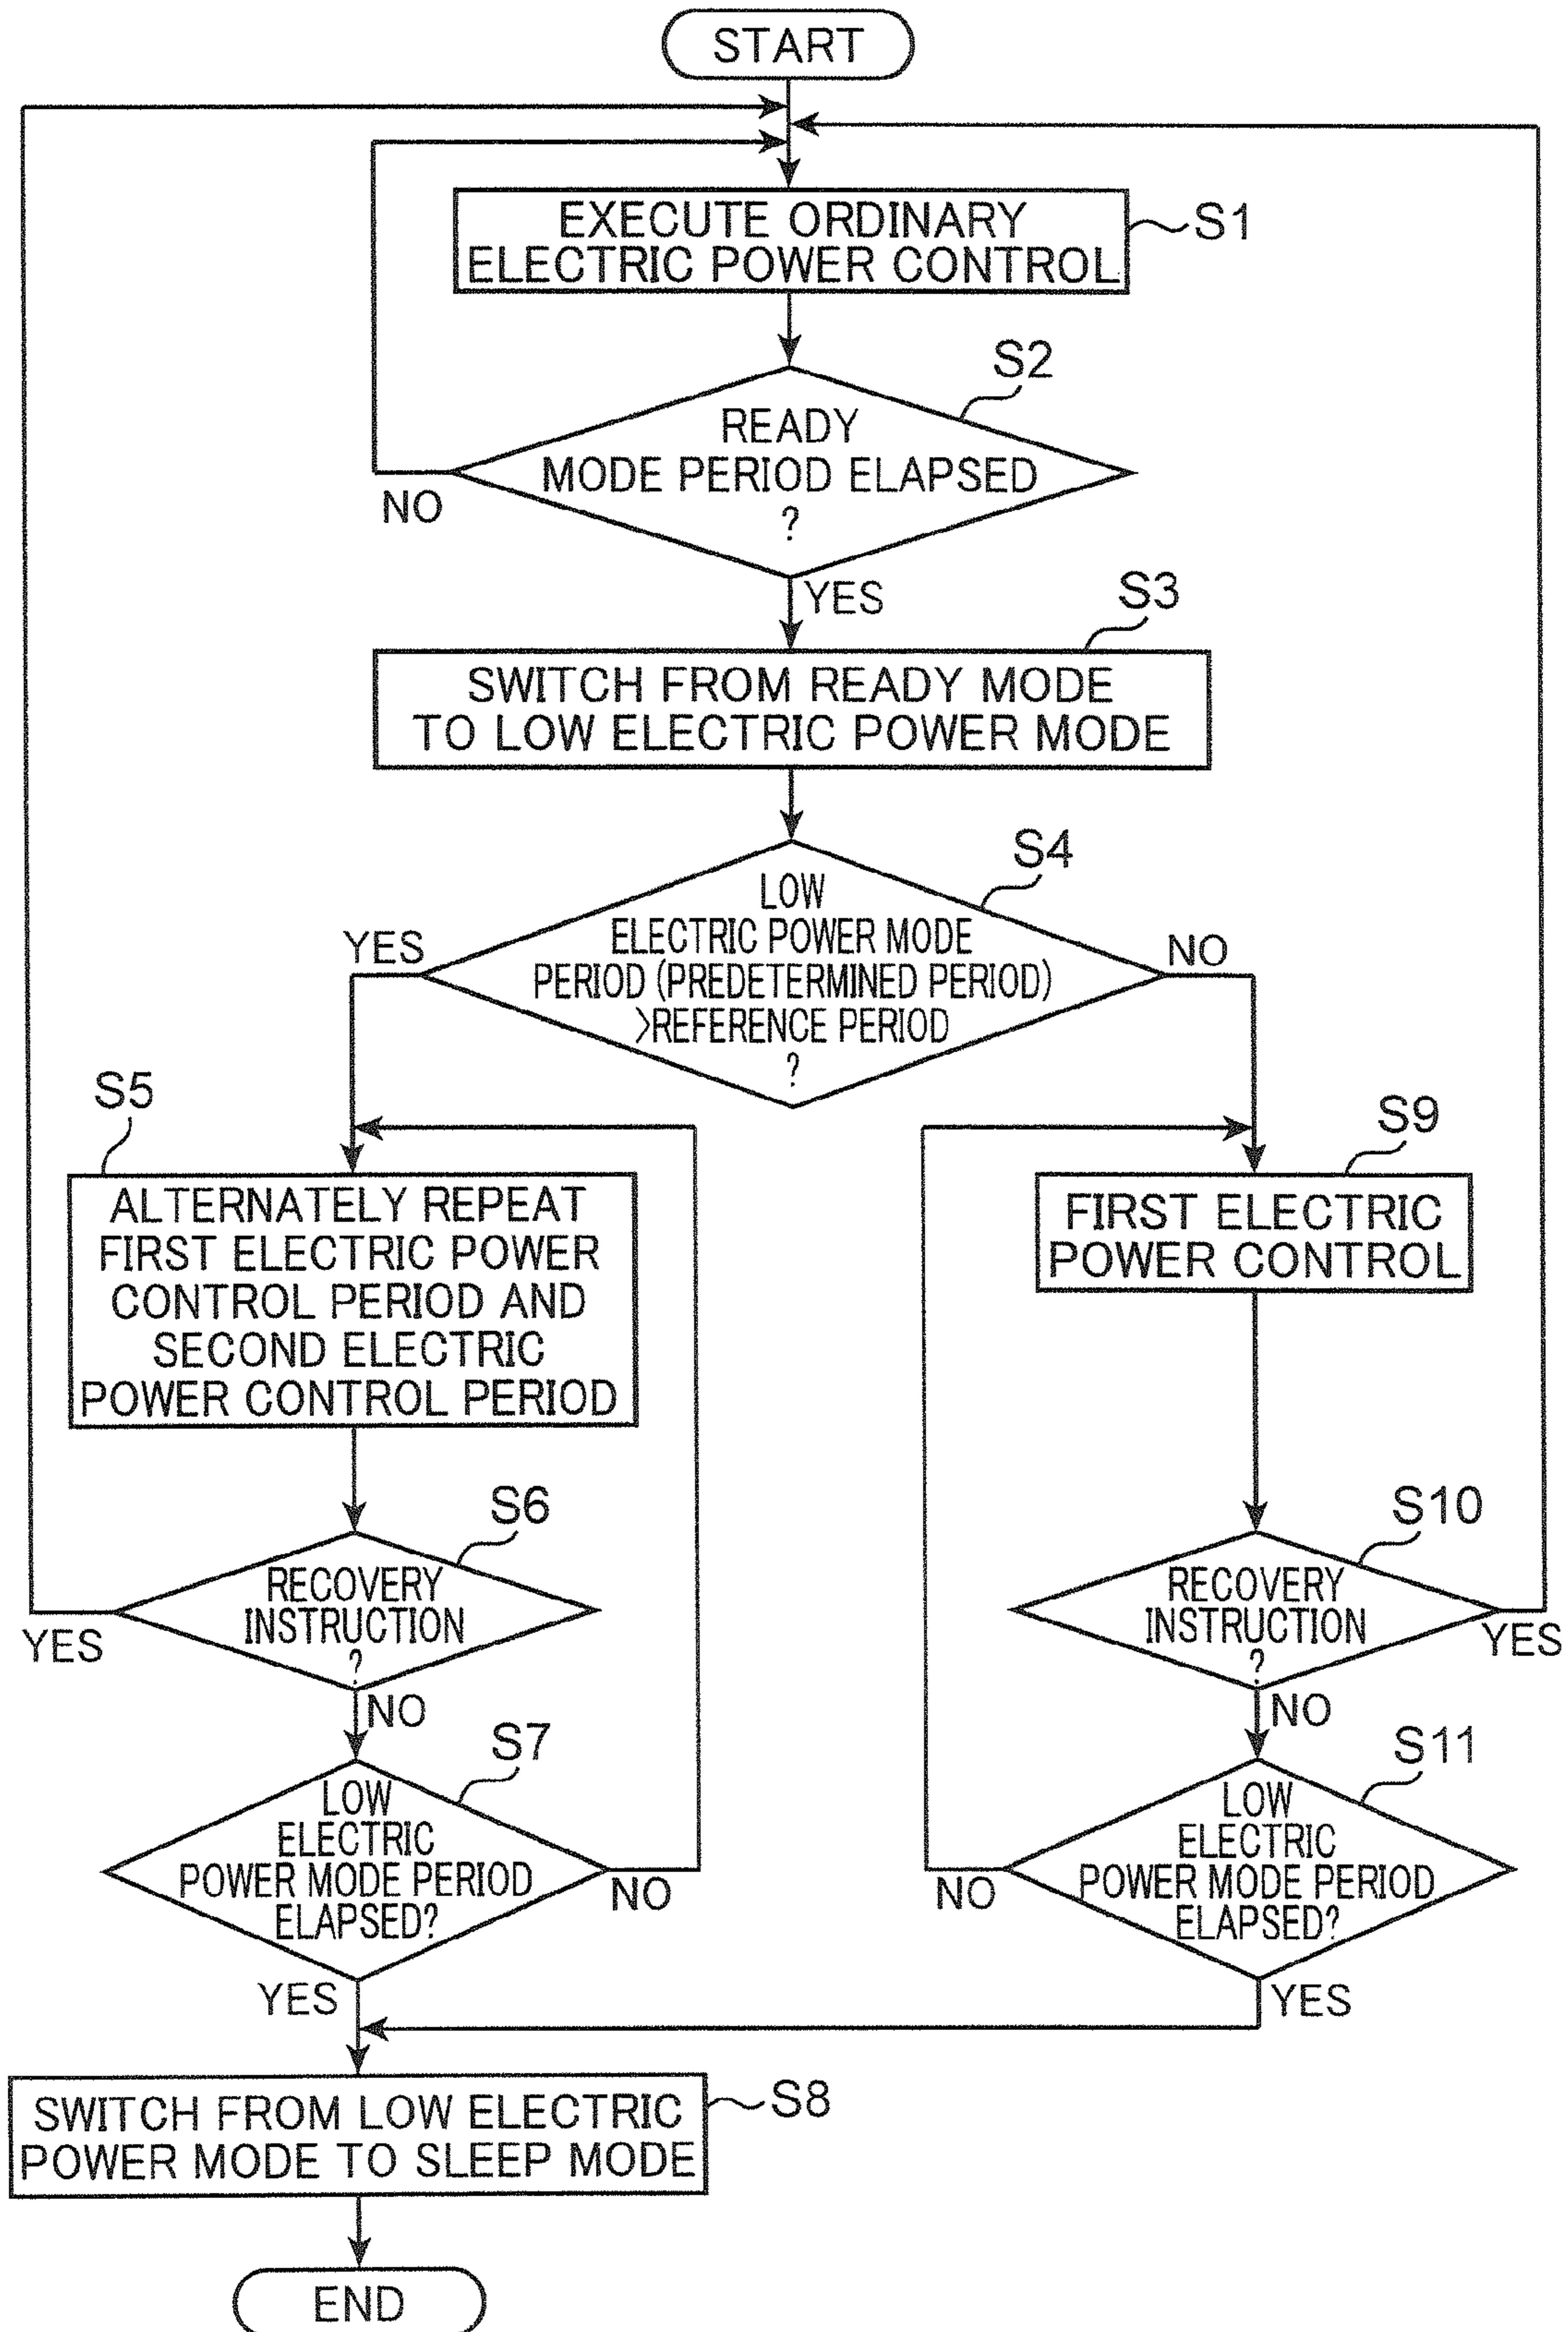 START
EXECUTE ORDINARY
ELECTRIC POWER CONTROL
S1
S2
READY
MODE PERIOD ELAPSED
?
NO
YES
S3
SWITCH FROM READY MODE
TO LOW ELECTRIC POWER MODE
S4
LOW
ELECTRIC POWER MODE
PERIOD (PREDETERMINED PERIOD)
>REFERENCE PERIOD
?
YES
NO
S5
ALTERNATELY REPEAT
FIRST ELECTRIC POWER
CONTROL PERIOD AND
SECOND ELECTRIC
POWER CONTROL PERIOD
S9
FIRST ELECTRIC
POWER CONTROL
S6
RECOVERY
INSTRUCTION
?
YES
NO
S10
RECOVERY
INSTRUCTION
?
YES
NO
S7
LOW
ELECTRIC
POWER MODE PERIOD
ELAPSED?
NO
YES
S11
LOW
ELECTRIC
POWER MODE PERIOD
ELAPSED?
NO
YES
SWITCH FROM LOW ELECTRIC
POWER MODE TO SLEEP MODE
S8
END